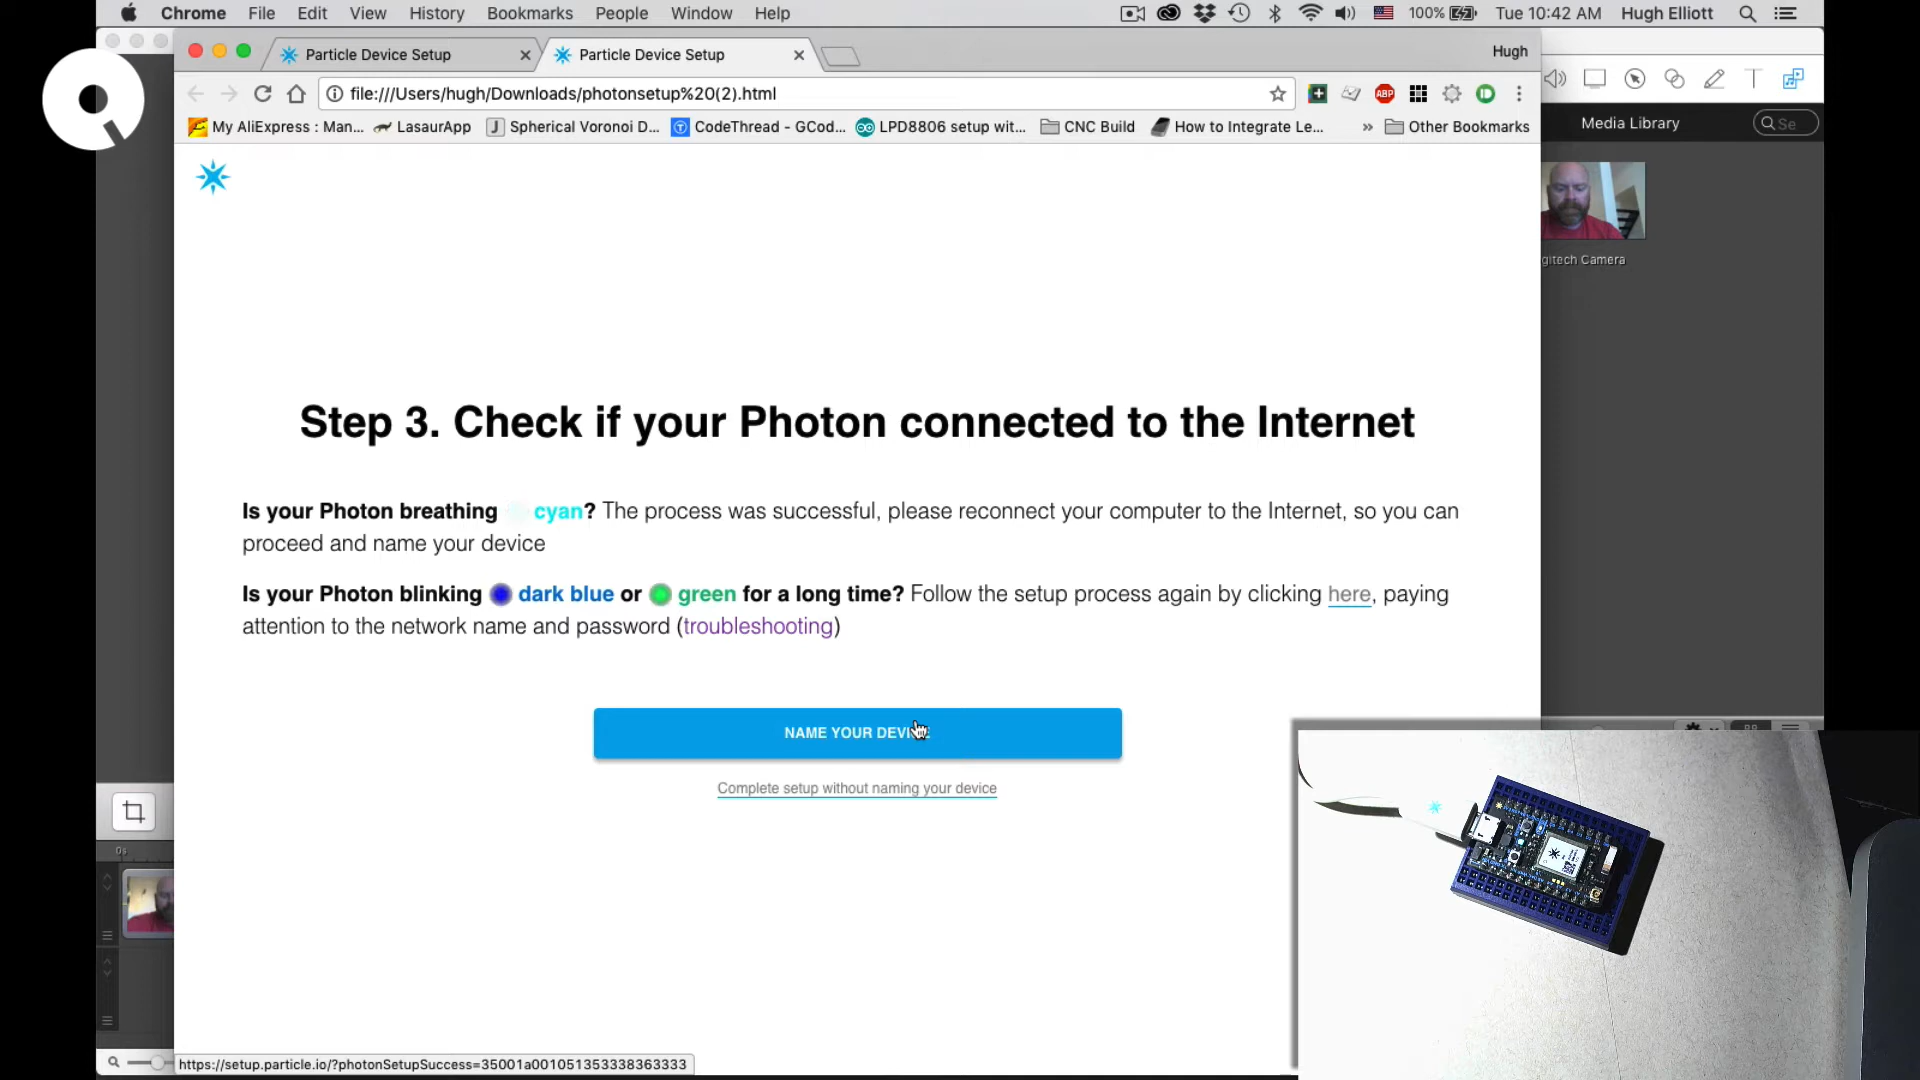 Chrome File Edit View History Bookmarks People Window Help 100% Tue 10:42 AM Hugh Elliott
Particle Device Setup Particle Device Setup Hugh
file:///Users/hugh/Downloads/photonsetup%20(2).html ABP
My AliExpress : Man... LasaurApp Spherical Voronoi D... CodeThread - GCod... LPD8806 setup wit... CNC Build How to Integrate Le... » Other Bookmarks
Media Library Se
gitech Camera
Step 3. Check if your Photon connected to the Internet
Is your Photon breathing cyan? The process was successful, please reconnect your computer to the Internet, so you can
proceed and name your device
Is your Photon blinking dark blue or green for a long time? Follow the setup process again by clicking here, paying
attention to the network name and password (troubleshooting)
NAME YOUR DEVICE
Complete setup without naming your device
0s
https://setup.particle.io/?photonSetupSuccess=35001a001051353338363333